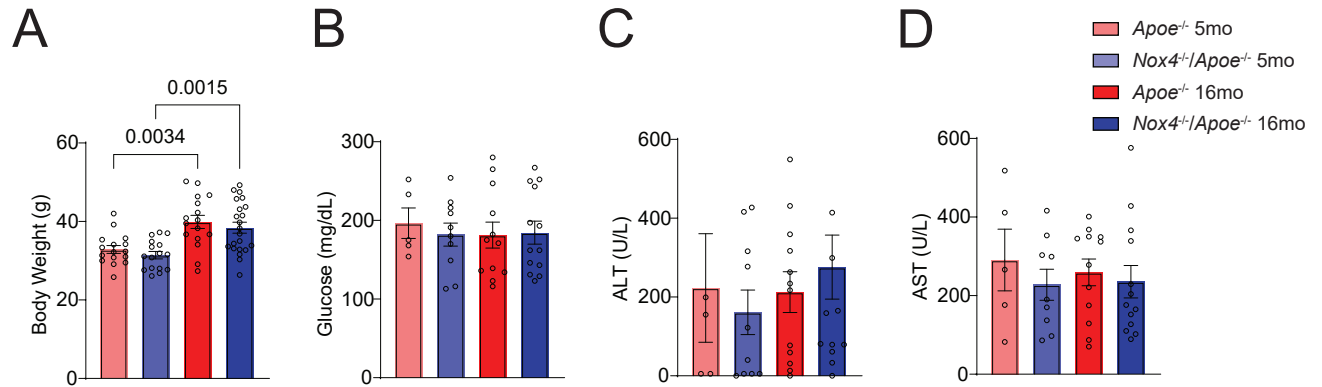 A
B
C
D
Apoe-/- 5mo
Nox4-/-/Apoe-/- 5mo
Apoe-/- 16mo
Nox4-/-/Apoe-/- 16mo
0.0015
0.0034
Body Weight (g)
60
40
20
0
Glucose (mg/dL)
300
200
100
0
ALT (U/L)
600
400
200
0
AST (U/L)
600
400
200
0